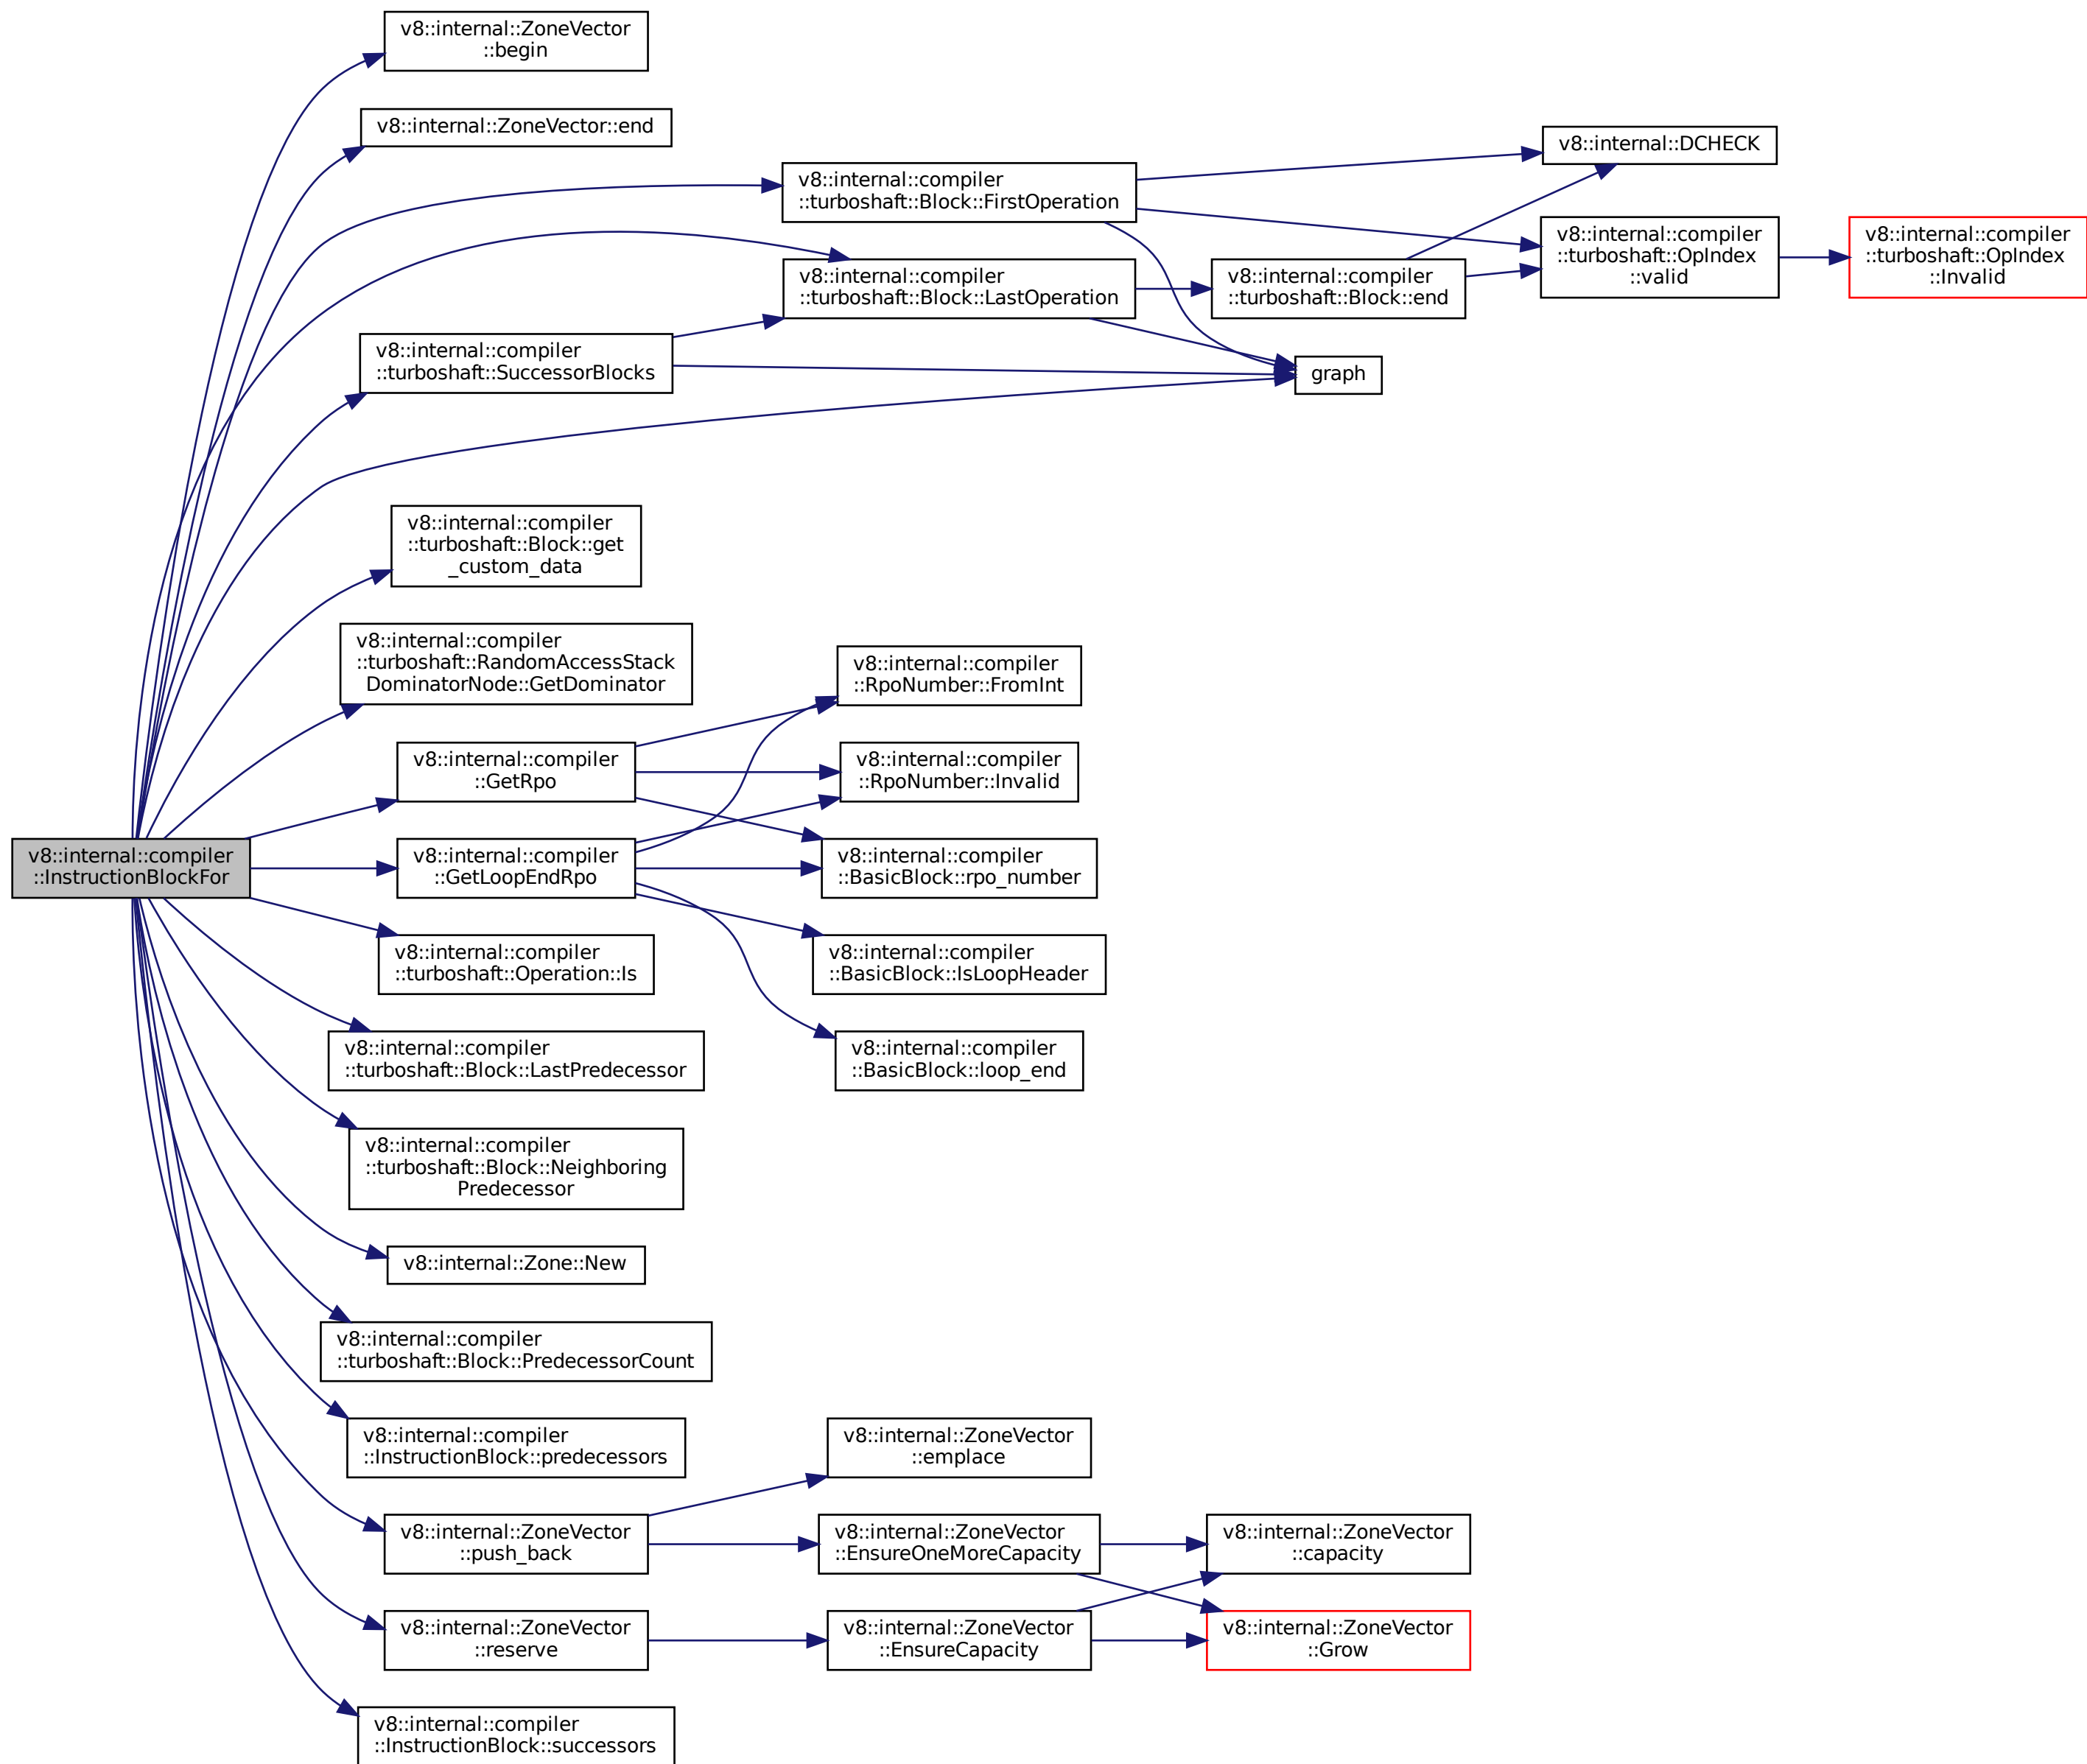 v8::internal::ZoneVector
::begin
v8::internal::ZoneVector::end
v8::internal::DCHECK
v8::internal::compiler
::turboshaft::Block::FirstOperation
v8::internal::compiler
::turboshaft::OpIndex
::valid
v8::internal::compiler
::turboshaft::OpIndex
::Invalid
v8::internal::compiler
::turboshaft::Block::LastOperation
v8::internal::compiler
::turboshaft::Block::end
v8::internal::compiler
::turboshaft::SuccessorBlocks
graph
v8::internal::compiler
::turboshaft::Block::get
_custom_data
v8::internal::compiler
::turboshaft::RandomAccessStack
DominatorNode::GetDominator
v8::internal::compiler
::RpoNumber::FromInt
v8::internal::compiler
::GetRpo
v8::internal::compiler
::RpoNumber::Invalid
v8::internal::compiler
::InstructionBlockFor
v8::internal::compiler
::GetLoopEndRpo
v8::internal::compiler
::BasicBlock::rpo_number
v8::internal::compiler
::turboshaft::Operation::Is
v8::internal::compiler
::BasicBlock::IsLoopHeader
v8::internal::compiler
::turboshaft::Block::LastPredecessor
v8::internal::compiler
::BasicBlock::loop_end
v8::internal::compiler
::turboshaft::Block::Neighboring
Predecessor
v8::internal::Zone::New
v8::internal::compiler
::turboshaft::Block::PredecessorCount
v8::internal::compiler
::InstructionBlock::predecessors
v8::internal::ZoneVector
::emplace
v8::internal::ZoneVector
::push_back
v8::internal::ZoneVector
::EnsureOneMoreCapacity
v8::internal::ZoneVector
::capacity
v8::internal::ZoneVector
::reserve
v8::internal::ZoneVector
::EnsureCapacity
v8::internal::ZoneVector
::Grow
v8::internal::compiler
::InstructionBlock::successors